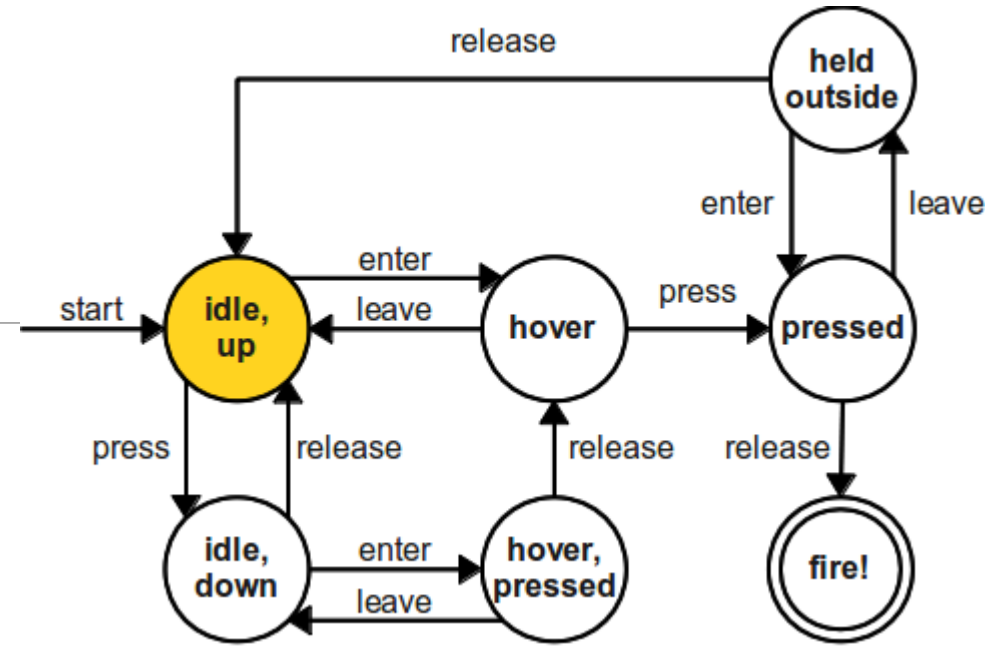 release
held
outside
enter
leave
enter
press
start
idle,
up
leave
hover
pressed
press
release
release
release
idle,
down
enter
hover,
pressed
fire!
leave